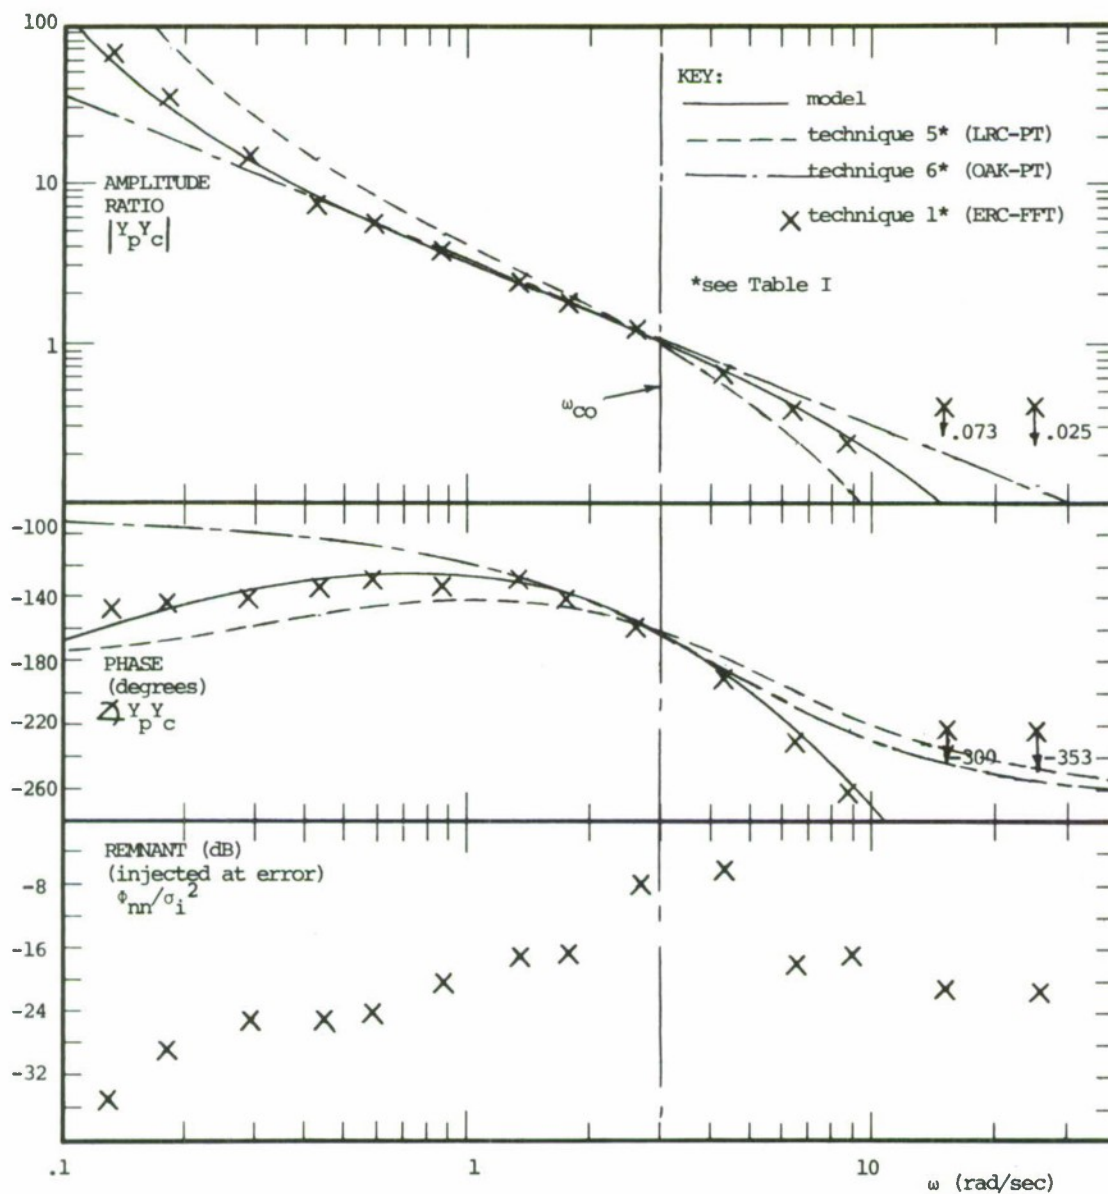 100
10
1
AMPLITUDE
RATIO
|YpYc|
KEY:
model
technique 5* (LRC-PT)
technique 6* (OAK-PT)
technique 1* (ERC-FFT)
*see Table I
ωco
.073
.025
-100
-140
-180
-220
-260
PHASE
(degrees)
∡ YpYc
-300
-353
REMNANT (dB)
(injected at error)
Φnn/σi²
-8
-16
-24
-32
.1
1
10
ω (rad/sec)